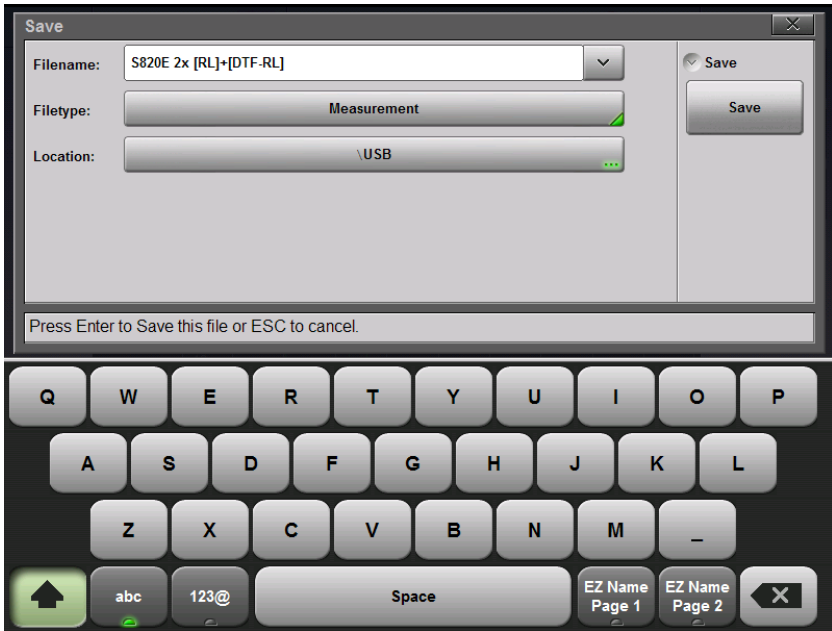 Save
Filename: S820E 2x [RL]+[DTF-RL]
Save
Filetype: Measurement
Save
Location: \USB
...
Press Enter to Save this file or ESC to cancel.
Q W E R T Y U I O P
A S D F G H J K L
Z X C V B N M _
abc 123@ Space EZ Name Page 1 EZ Name Page 2